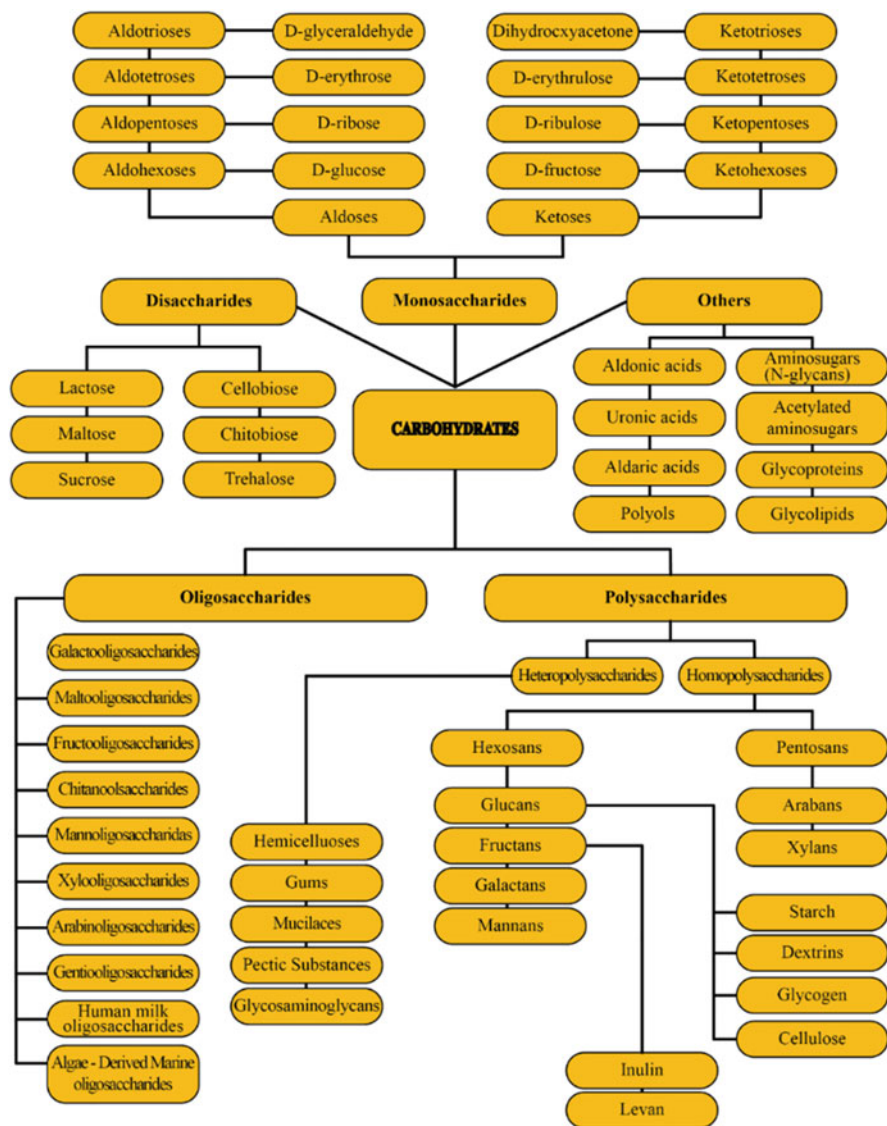 Aldotrioses
D-glyceraldehyde
Dihydrocxyacetone
Ketotrioses
Aldotetroses
D-erythrose
D-erythrulose
Ketotetroses
Aldopentoses
D-ribose
D-ribulose
Ketopentoses
Aldohexoses
D-glucose
D-fructose
Ketohexoses
Aldoses
Ketoses
Disaccharides
Monosaccharides
Others
Lactose
Cellobiose
Maltose
Chitobiose
Sucrose
Trehalose
CARBOHYDRATES
Aldonic acids
Aminosugars
(N-glycans)
Uronic acids
Acetylated
aminosugars
Aldaric acids
Glycoproteins
Polyols
Glycolipids
Oligosaccharides
Polysaccharides
Galactooligosaccharides
Maltooligosaccharides
Fructooligosaccharides
Chitanoolsaccharides
Mannoligosaccharidas
Xylooligosaccharides
Arabinoligosaccharides
Gentiooligosaccharides
Human milk
oligosaccharides
Algae - Derived Marine
oligosaccharides
Heteropolysaccharides
Homopolysaccharides
Hemicelluoses
Gums
Mucilaces
Pectic Substances
Glycosaminoglycans
Hexosans
Pentosans
Glucans
Arabans
Fructans
Xylans
Galactans
Mannans
Starch
Dextrins
Glycogen
Cellulose
Inulin
Levan